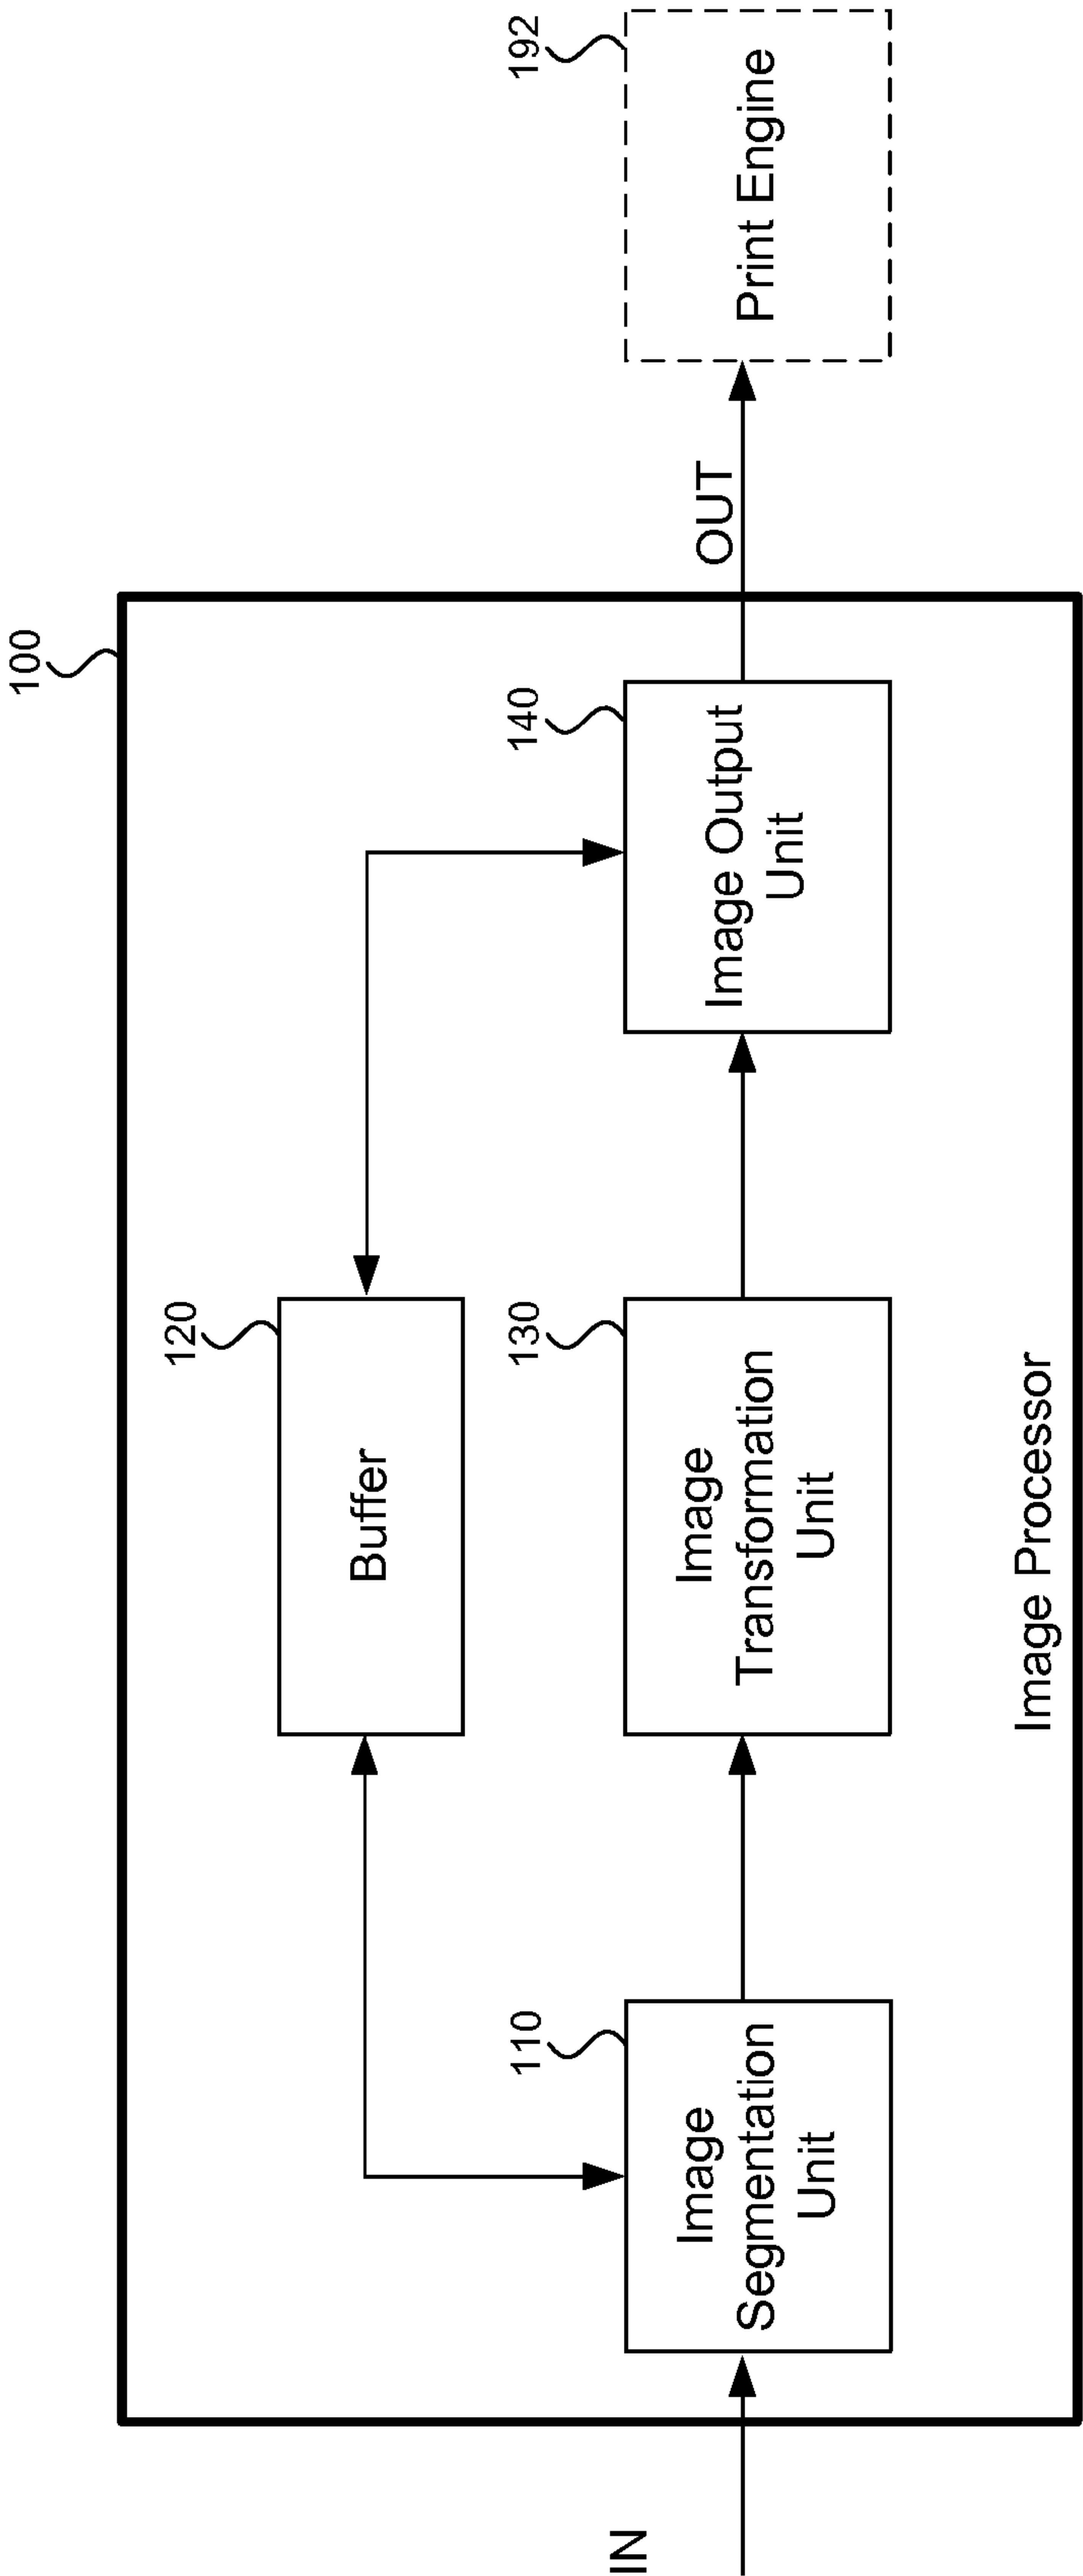 100
120
Buffer
IN
110
Image
Segmentation
Unit
130
Image
Transformation
Unit
140
Image Output
Unit
OUT
192
Print Engine
Image Processor